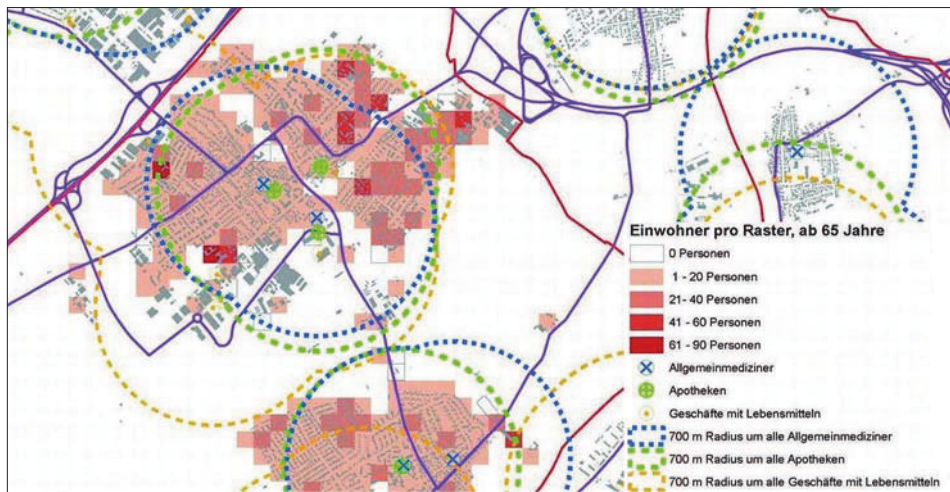 Einwohner pro Raster, ab 65 Jahre
0 Personen
1 - 20 Personen
21- 40 Personen
41 - 60 Personen
61 - 90 Personen
Allgemeinmediziner
Apotheken
Geschäfte mit Lebensmitteln
700 m Radius um alle Allgemeinmediziner
700 m Radius um alle Apotheken
700 m Radius um alle Geschäfte mit Lebensmitteln